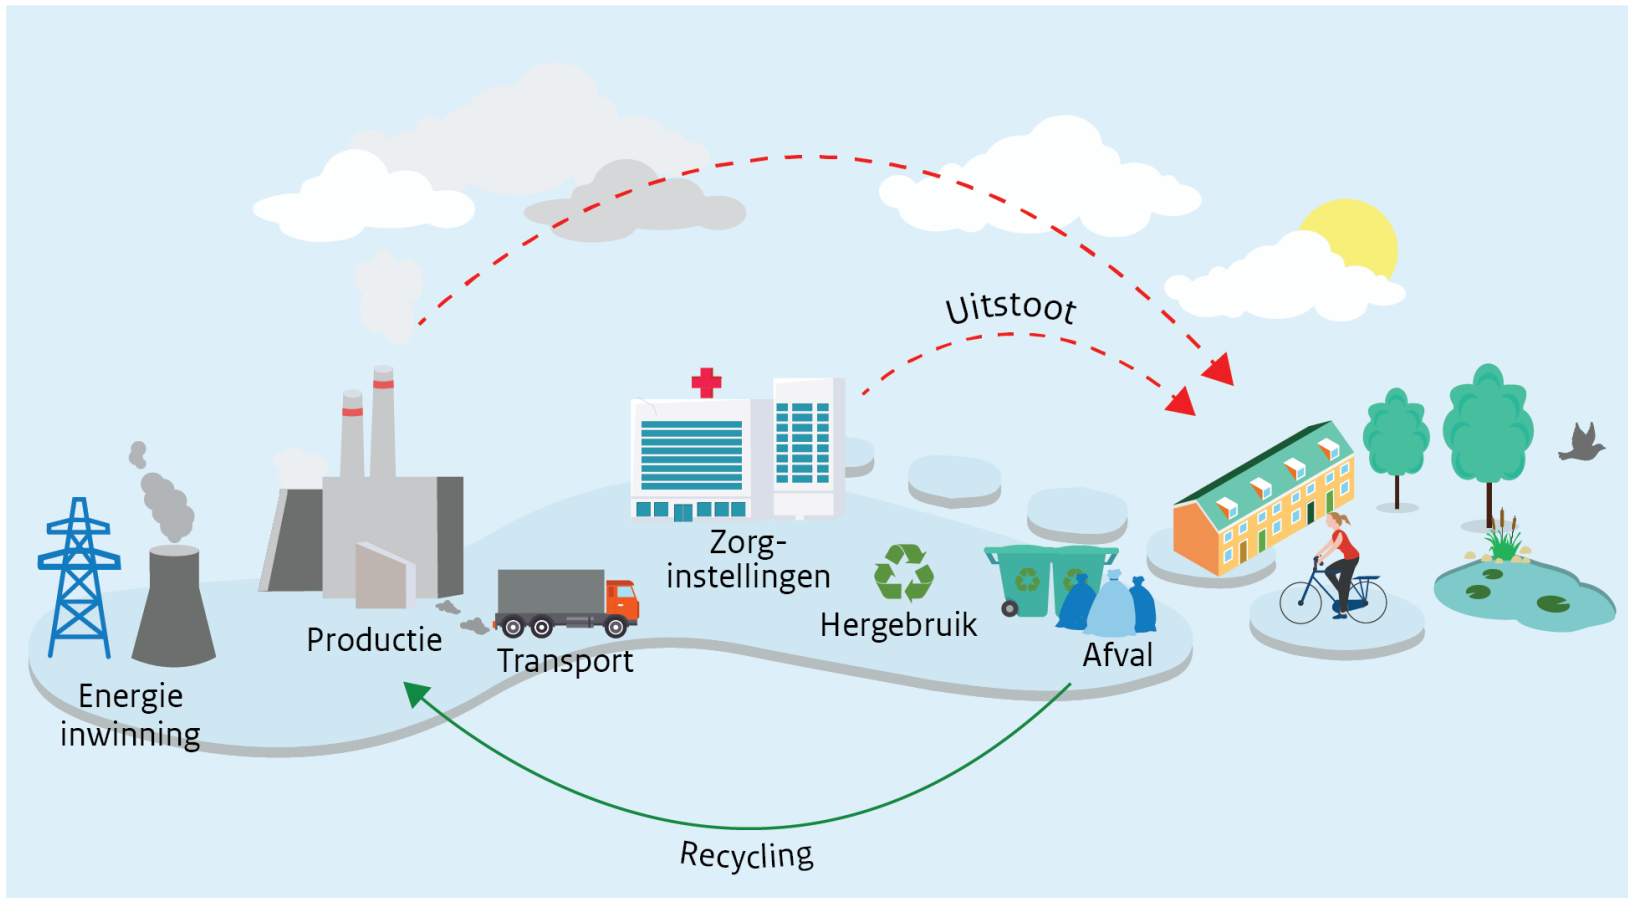 Uitstoot
Zorg-
instellingen
Hergebruik
Productie
Transport
Afval
Energie
inwinning
Recycling